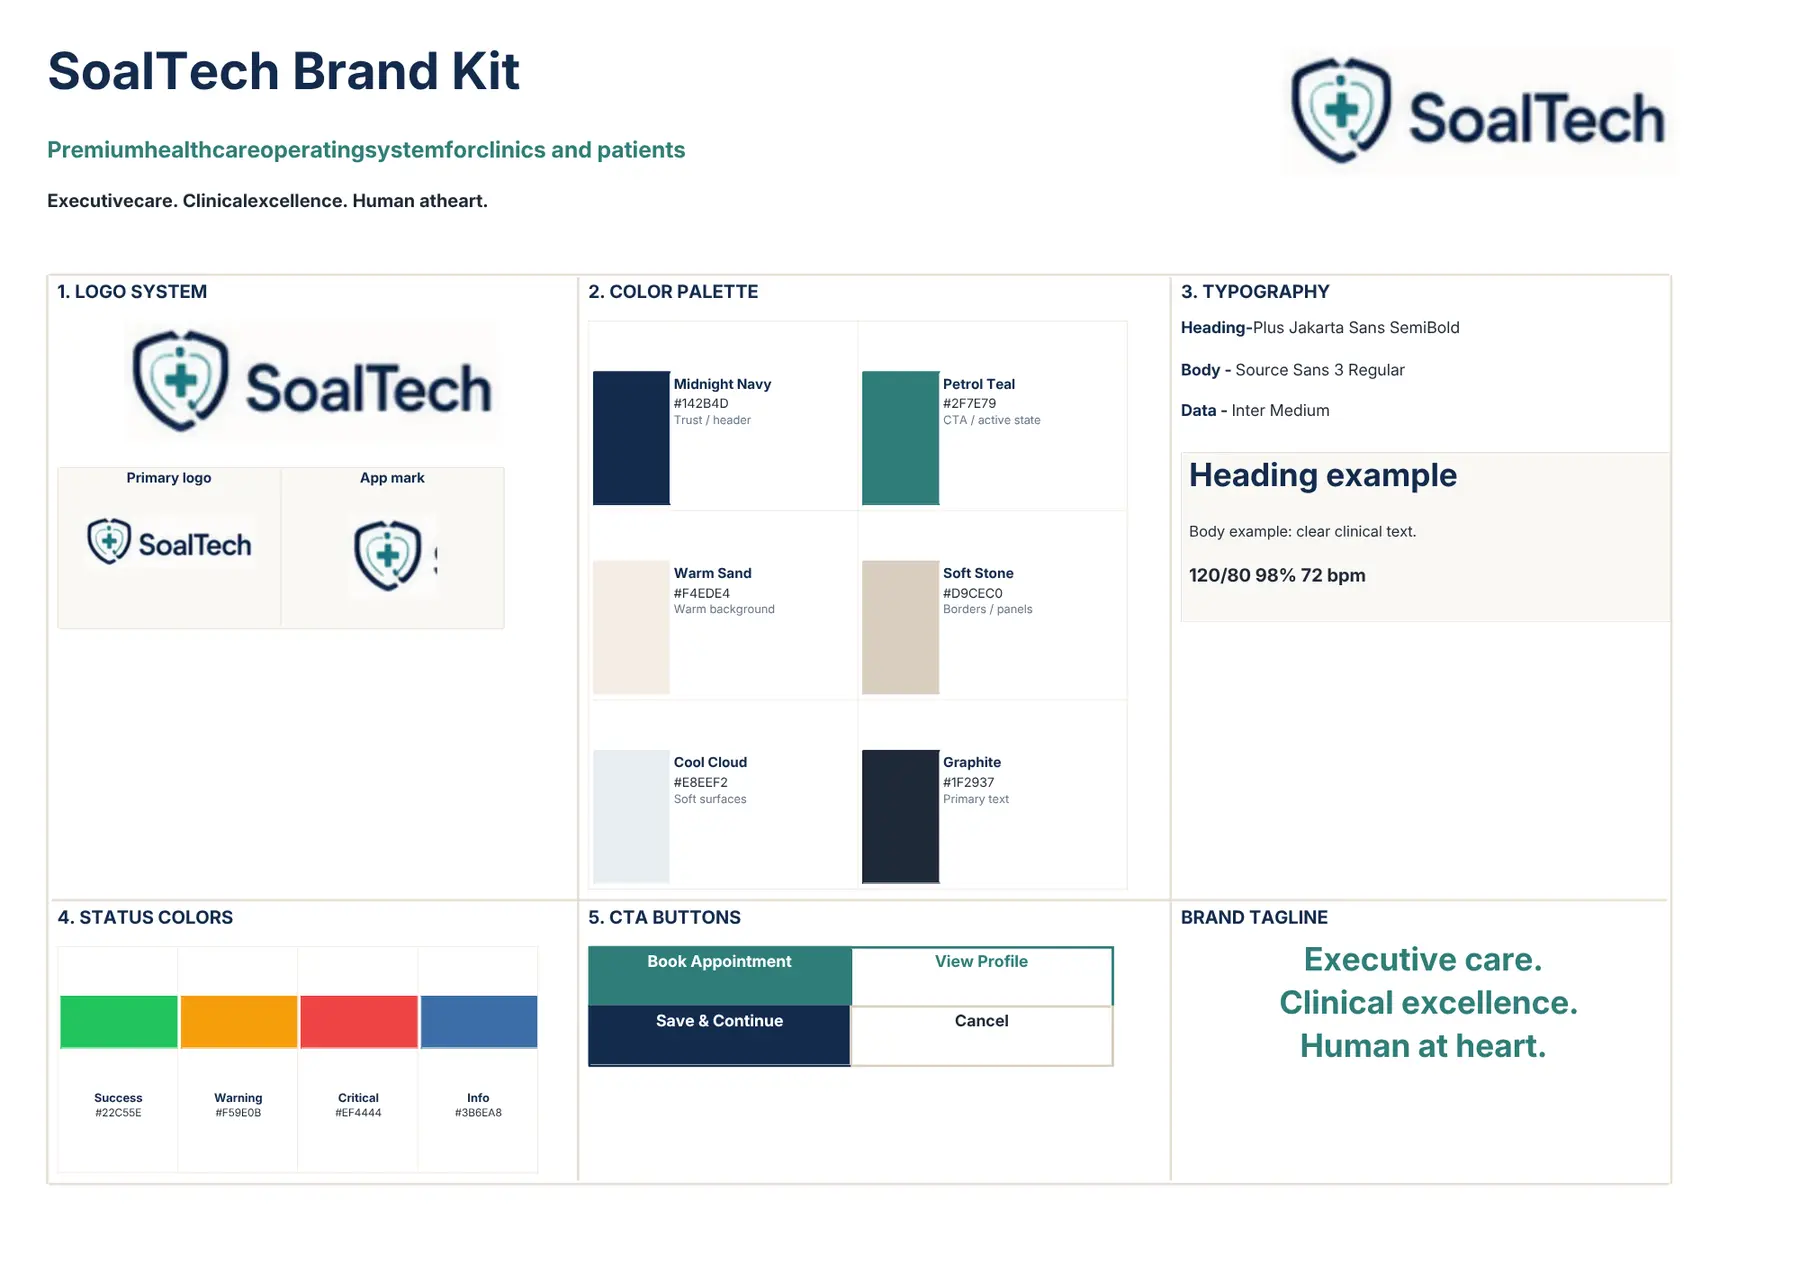 SoalTech Brand Kit
SoalTech
Premiumhealthcareoperatingsystemforclinics and patients
Executivecare. Clinicalexcellence. Human atheart.
1. LOGO SYSTEM
SoalTech
Primary logo
App mark
SoalTech
2. COLOR PALETTE
Midnight Navy
#142B4D
Trust / header
Petrol Teal
#2F7E79
CTA / active state
Warm Sand
#F4EDE4
Warm background
Soft Stone
#D9CEC0
Borders / panels
Cool Cloud
#E8EEF2
Soft surfaces
Graphite
#1F2937
Primary text
3. TYPOGRAPHY
Heading-Plus Jakarta Sans SemiBold
Body - Source Sans 3 Regular
Data - Inter Medium
Heading example
Body example: clear clinical text.
120/80 98% 72 bpm
4. STATUS COLORS
Success
#22C55E
Warning
#F59E0B
Critical
#EF4444
Info
#3B6EA8
5. CTA BUTTONS
Book Appointment
View Profile
Save & Continue
Cancel
BRAND TAGLINE
Executive care.
Clinical excellence.
Human at heart.